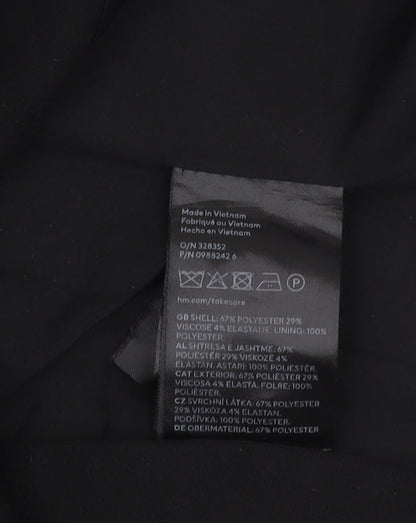 Made in Vietnam
Fabriqué au Vietnam
Hecho en Vietnam
O/N 328352
P/N 0988242 6
P
hm.com/takecare
GB SHELL: 67% POLYESTER 29%
VISCOSE 4% ELASTANE. LINING: 100%
POLYESTER.
AL SHTRESA E JASHTME: 67%
POLIESTËR 29% VISKOZË 4%
ELASTAN. ASTARI: 100% POLIESTËR.
CAT EXTERIOR: 67% POLIÈSTER 29%
VISCOSA 4% ELASTÀ. FOLRE: 100%
POLIÈSTER.
CZ SVRCHNÍ LÁTKA: 67% POLYESTER
29% VISKÓZA 4% ELASTAN.
PODŠÍVKA: 100% POLYESTER.
DE OBERMATERIAL: 67% POLYESTER